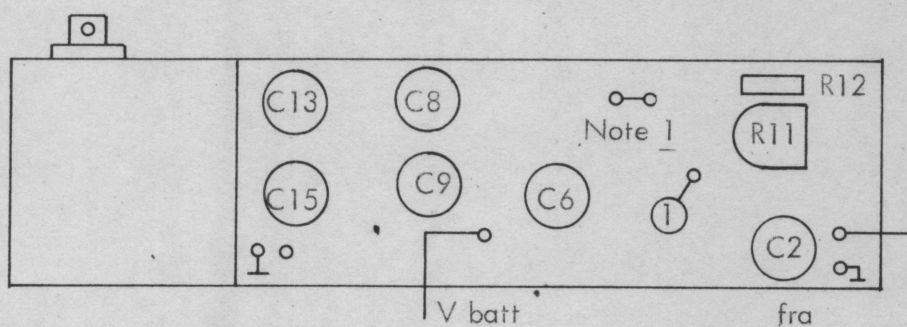 C13 C8 R12
Note 1 R11
C15 C9 C6 1 C2
V batt fra